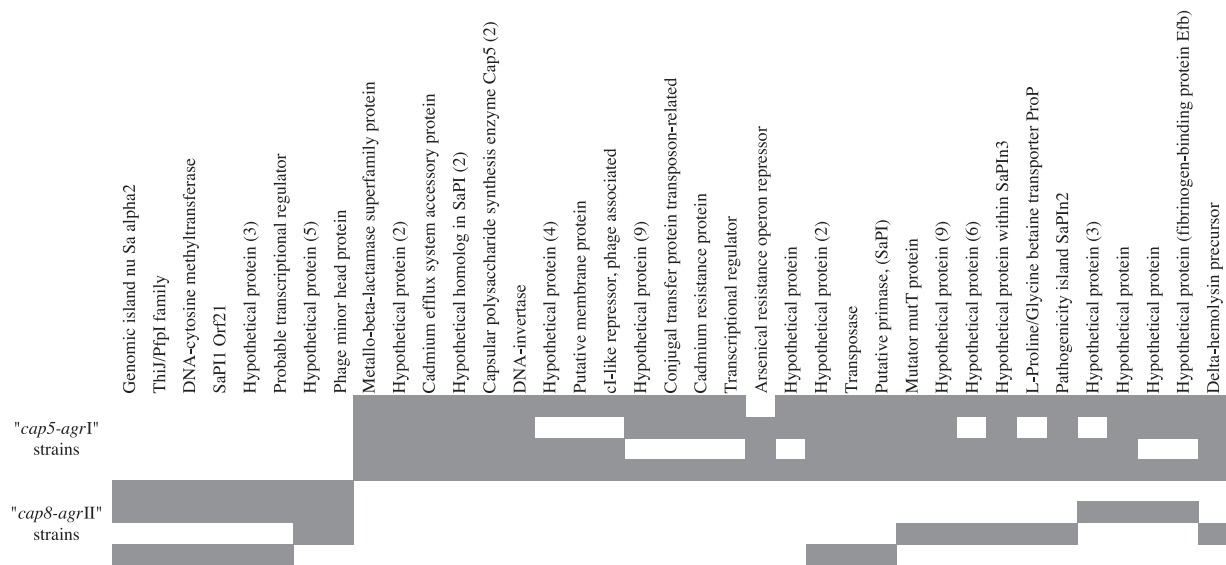 Genomic island nu Sa alpha2
ThiJ/PfpI family
DNA-cytosine methyltransferase
SaPI1 Orf21
Hypothetical protein (3)
Probable transcriptional regulator
Hypothetical protein (5)
Phage minor head protein
Metallo-beta-lactamase superfamily protein
Hypothetical protein (2)
Cadmium efflux system accessory protein
Hypothetical homolog in SaPI (2)
Capsular polysaccharide synthesis enzyme Cap5 (2)
DNA-invertase
Hypothetical protein (4)
Putative membrane protein
cI-like repressor, phage associated
Hypothetical protein (9)
Conjugal transfer protein transposon-related
Cadmium resistance protein
Transcriptional regulator
Arsenical resistance operon repressor
Hypothetical protein
Hypothetical protein (2)
Transposase
Putative primase, (SaPI)
Mutator mutT protein
Hypothetical protein (9)
Hypothetical protein (6)
Hypothetical protein within SaPIn3
L-Proline/Glycine betaine transporter ProP
Pathogenicity island SaPIn2
Hypothetical protein (3)
Hypothetical protein
Hypothetical protein
Hypothetical protein (fibrinogen-binding protein Efb)
Delta-hemolysin precursor
"cap5-agrI"
strains
"cap8-agrII"
strains